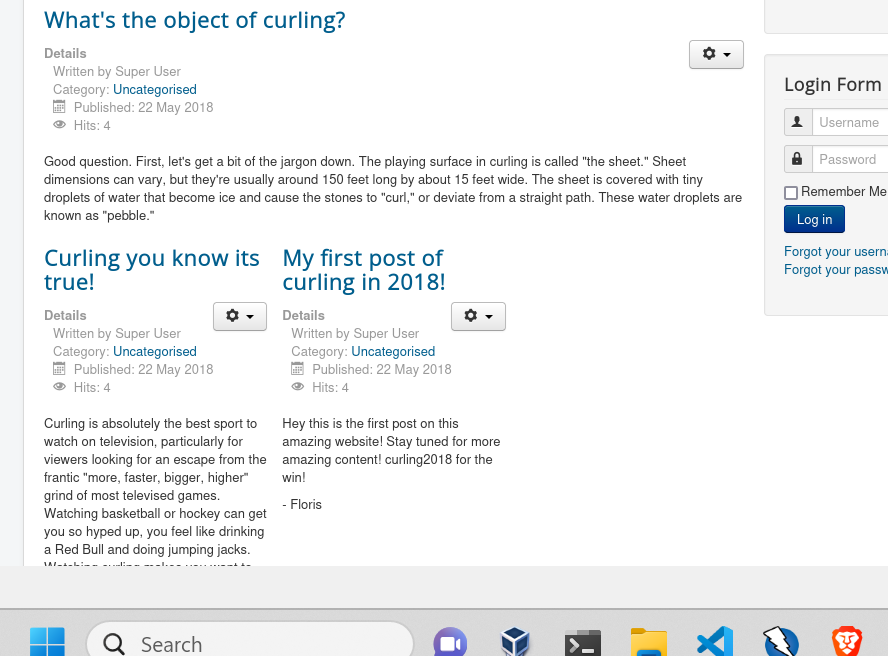 What's the object of curling?
Details
Written by Super User
Category: Uncategorised
Published: 22 May 2018
Hits: 4
Good question. First, let's get a bit of the jargon down. The playing surface in curling is called "the sheet." Sheet
dimensions can vary, but they're usually around 150 feet long by about 15 feet wide. The sheet is covered with tiny
droplets of water that become ice and cause the stones to "curl," or deviate from a straight path. These water droplets are
known as "pebble."
Curling you know its
true!
Details
Written by Super User
Category: Uncategorised
Published: 22 May 2018
Hits: 4
Curling is absolutely the best sport to
watch on television, particularly for
viewers looking for an escape from the
frantic "more, faster, bigger, higher"
grind of most televised games.
Watching basketball or hockey can get
you so hyped up, you feel like drinking
a Red Bull and doing jumping jacks.
Watching curling makes you want to
My first post of
curling in 2018!
Details
Written by Super User
Category: Uncategorised
Published: 22 May 2018
Hits: 4
Hey this is the first post on this
amazing website! Stay tuned for more
amazing content! curling2018 for the
win!
- Floris
Login Form
Username
Password
Remember Me
Log in
Forgot your
Forgot your
Search